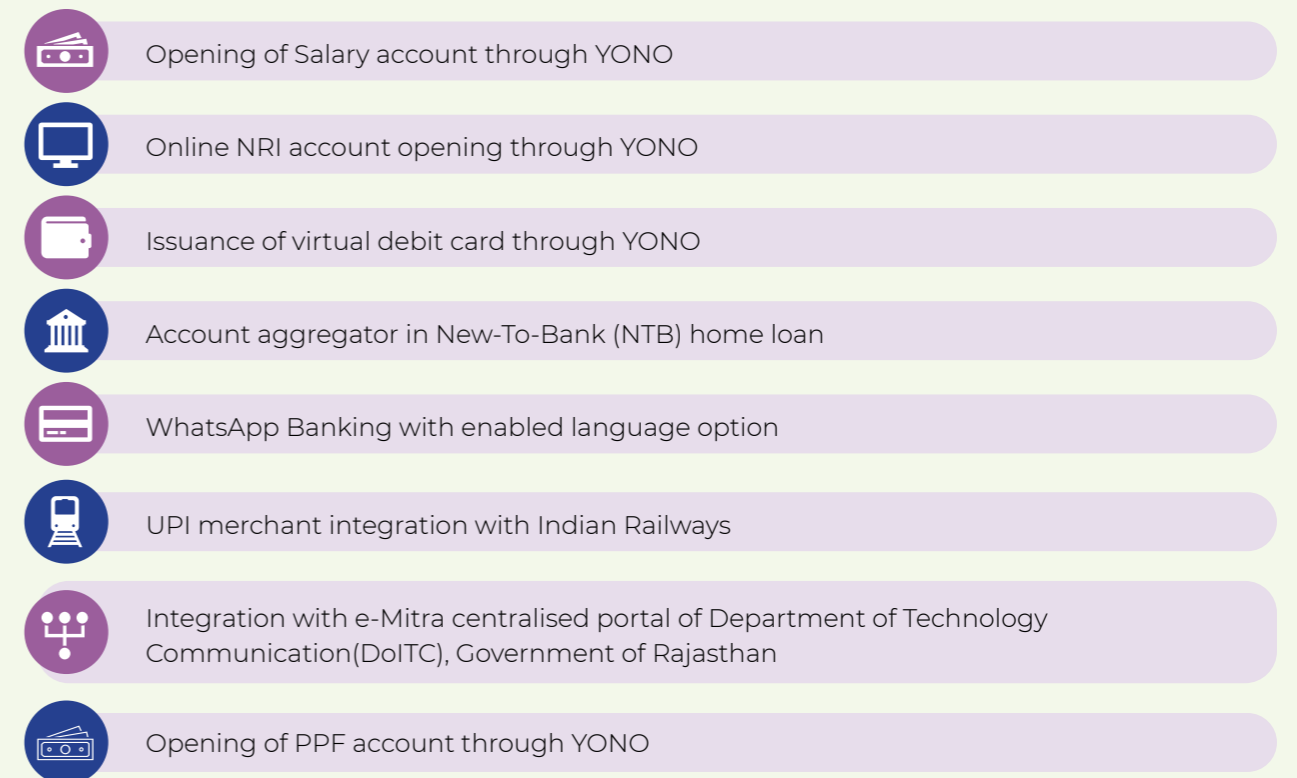 Opening of Salary account through YONO
Online NRI account opening through YONO
Issuance of virtual debit card through YONO
Account aggregator in New-To-Bank (NTB) home loan
WhatsApp Banking with enabled language option
UPI merchant integration with Indian Railways
Integration with e-Mitra centralised portal of Department of Technology
Communication(DoITC), Government of Rajasthan
Opening of PPF account through YONO